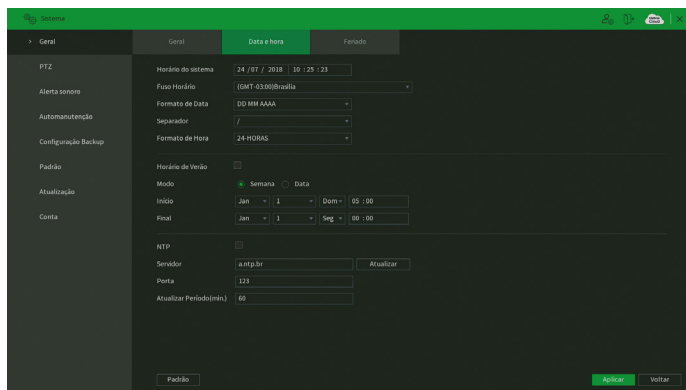 Sistema
Geral
PTZ
Alerta sonoro
Automanutenção
Configuração Backup
Padrão
Atualização
Conta
Geral Data e hora Feriado
Horário do sistema 24 / 07 / 2018 10 : 25 : 23
Fuso Horário (GMT-03:00)Brasília
Formato de Data DD MM AAAA
Separador /
Formato de Hora 24-HORAS
Horário de Verão
Modo Semana Data
Início Jan 1 Dom 05 : 00
Final Jan 1 Seg 00 : 00
NTP
Servidor a.ntp.br Atualizar
Porta 123
Atualizar Período(min.) 60
Padrão Aplicar Voltar